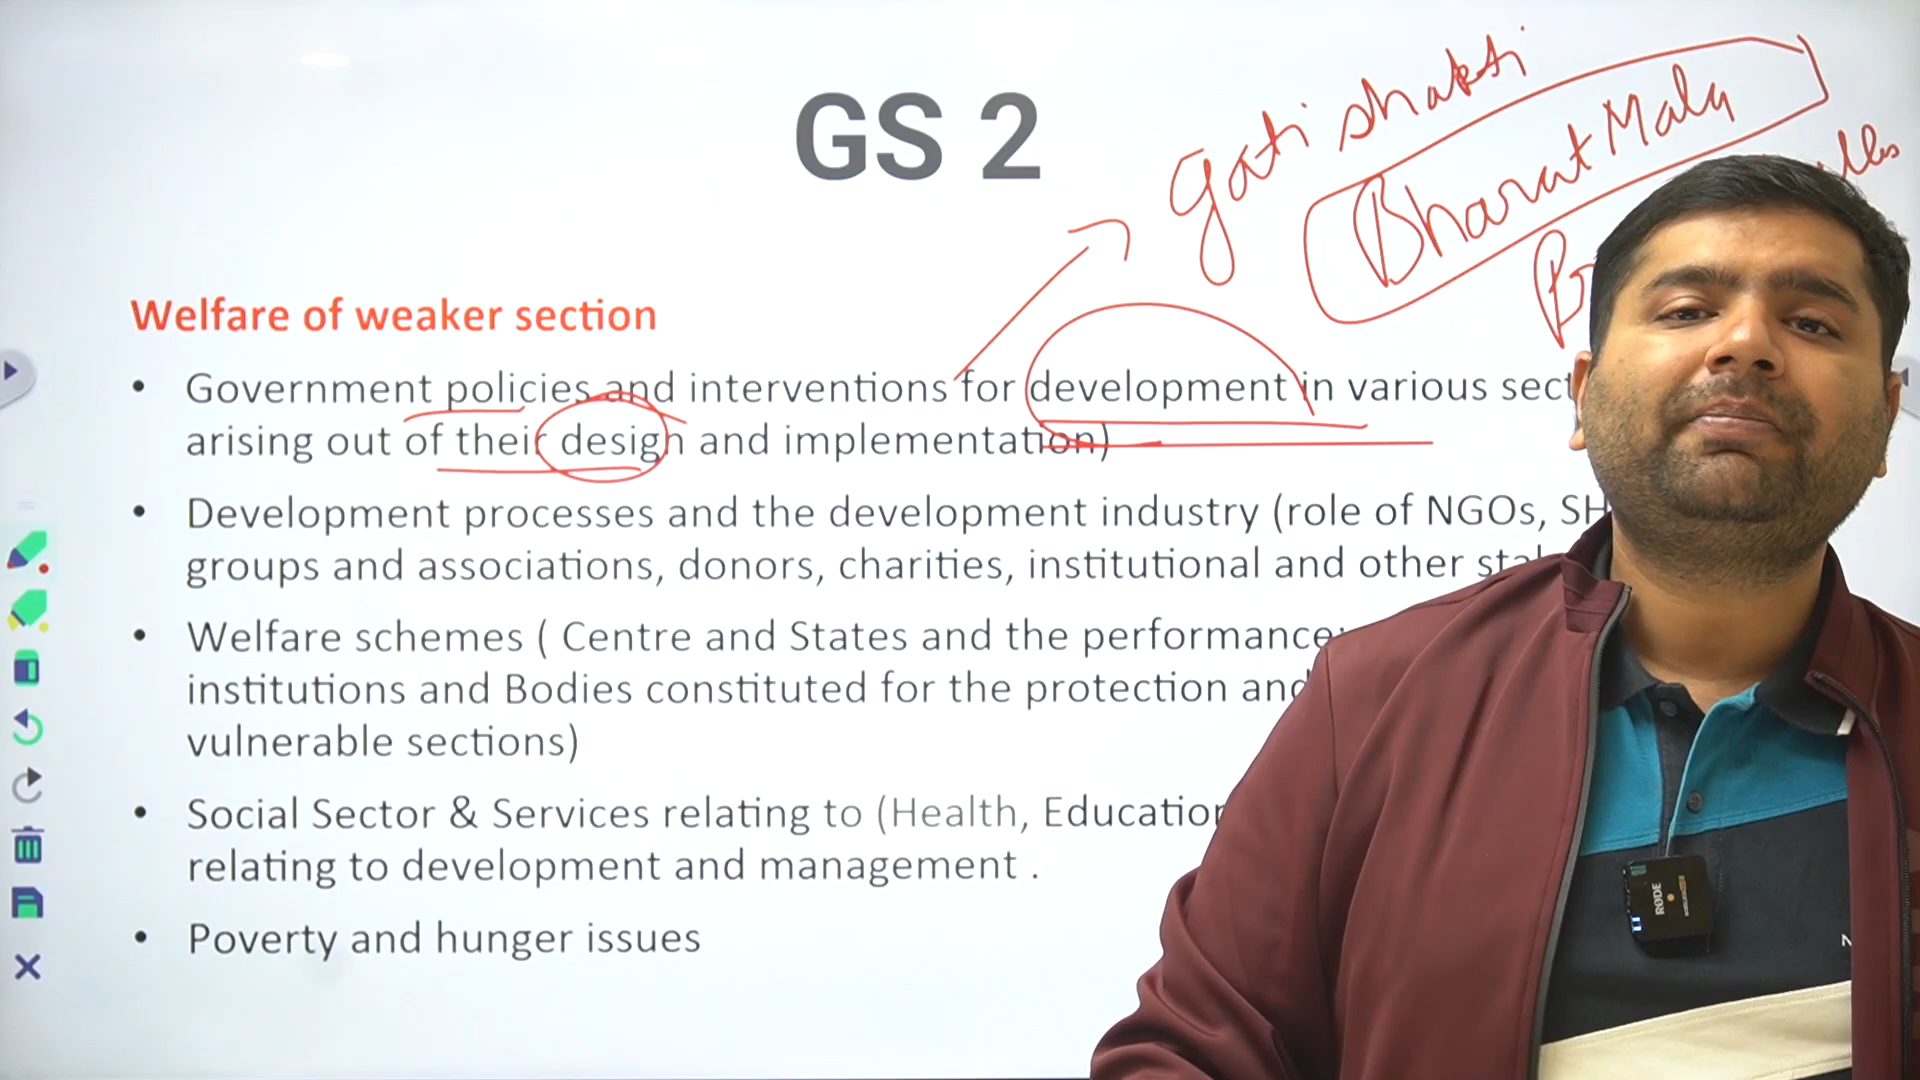 GS 2
Gati shakti
Bharat Mala
Welfare of weaker section
• Government policies and interventions for development in various sect
arising out of their design and implementation)
• Development processes and the development industry (role of NGOs, SH
groups and associations, donors, charities, institutional and other
• Welfare schemes ( Centre and States and the performance
institutions and Bodies constituted for the protection and
vulnerable sections)
• Social Sector & Services relating to (Health, Education
relating to development and management .
• Poverty and hunger issues
RØDE